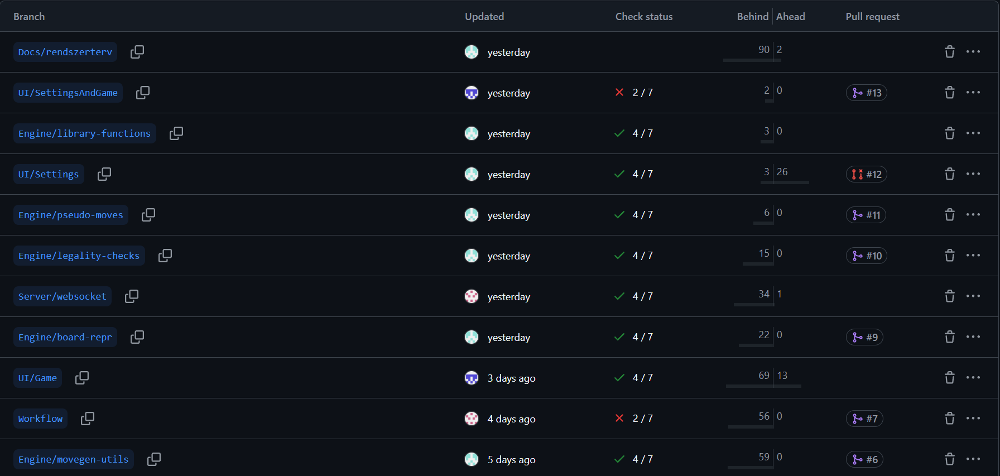 Branch Updated Check status Behind Ahead Pull request
Docs/rendszerterv yesterday 90 2
UI/SettingsAndGame yesterday 2 / 7 2 0 #13
Engine/library-functions yesterday 4 / 7 3 0
UI/Settings yesterday 4 / 7 3 26 #12
Engine/pseudo-moves yesterday 4 / 7 6 0 #11
Engine/legality-checks yesterday 4 / 7 15 0 #10
Server/websocket yesterday 4 / 7 34 1
Engine/board-repr yesterday 4 / 7 22 0 #9
UI/Game 3 days ago 4 / 7 69 13
Workflow 4 days ago 2 / 7 56 0 #7
Engine/movegen-utils 5 days ago 4 / 7 59 0 #6